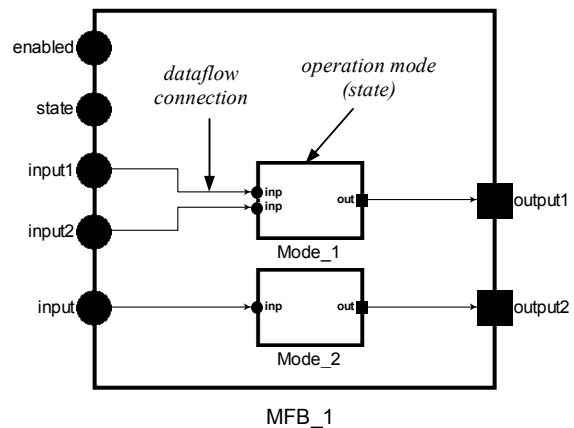 enabled
dataflow
connection
operation mode
(state)
state
input1
inp
inp
out
output1
input2
Mode_1
input
inp
out
output2
Mode_2
MFB_1